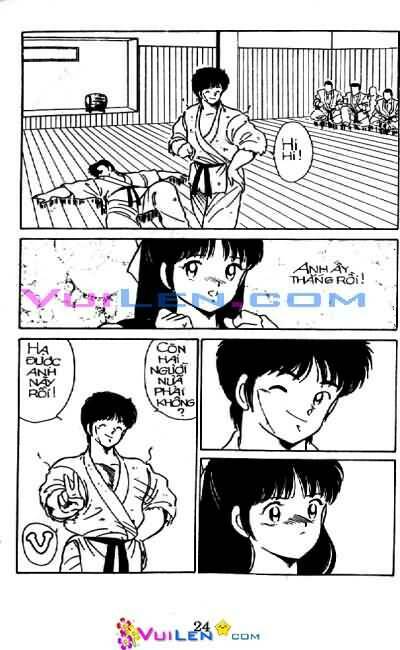 VuiLen
Hi
Hi!
Anh ấy
thắng rồi!
VuiLen.com
Hạ
được
anh
này
rồi!
Còn
hai
người
nữa
phải
không?
V
24
VuiLen.com